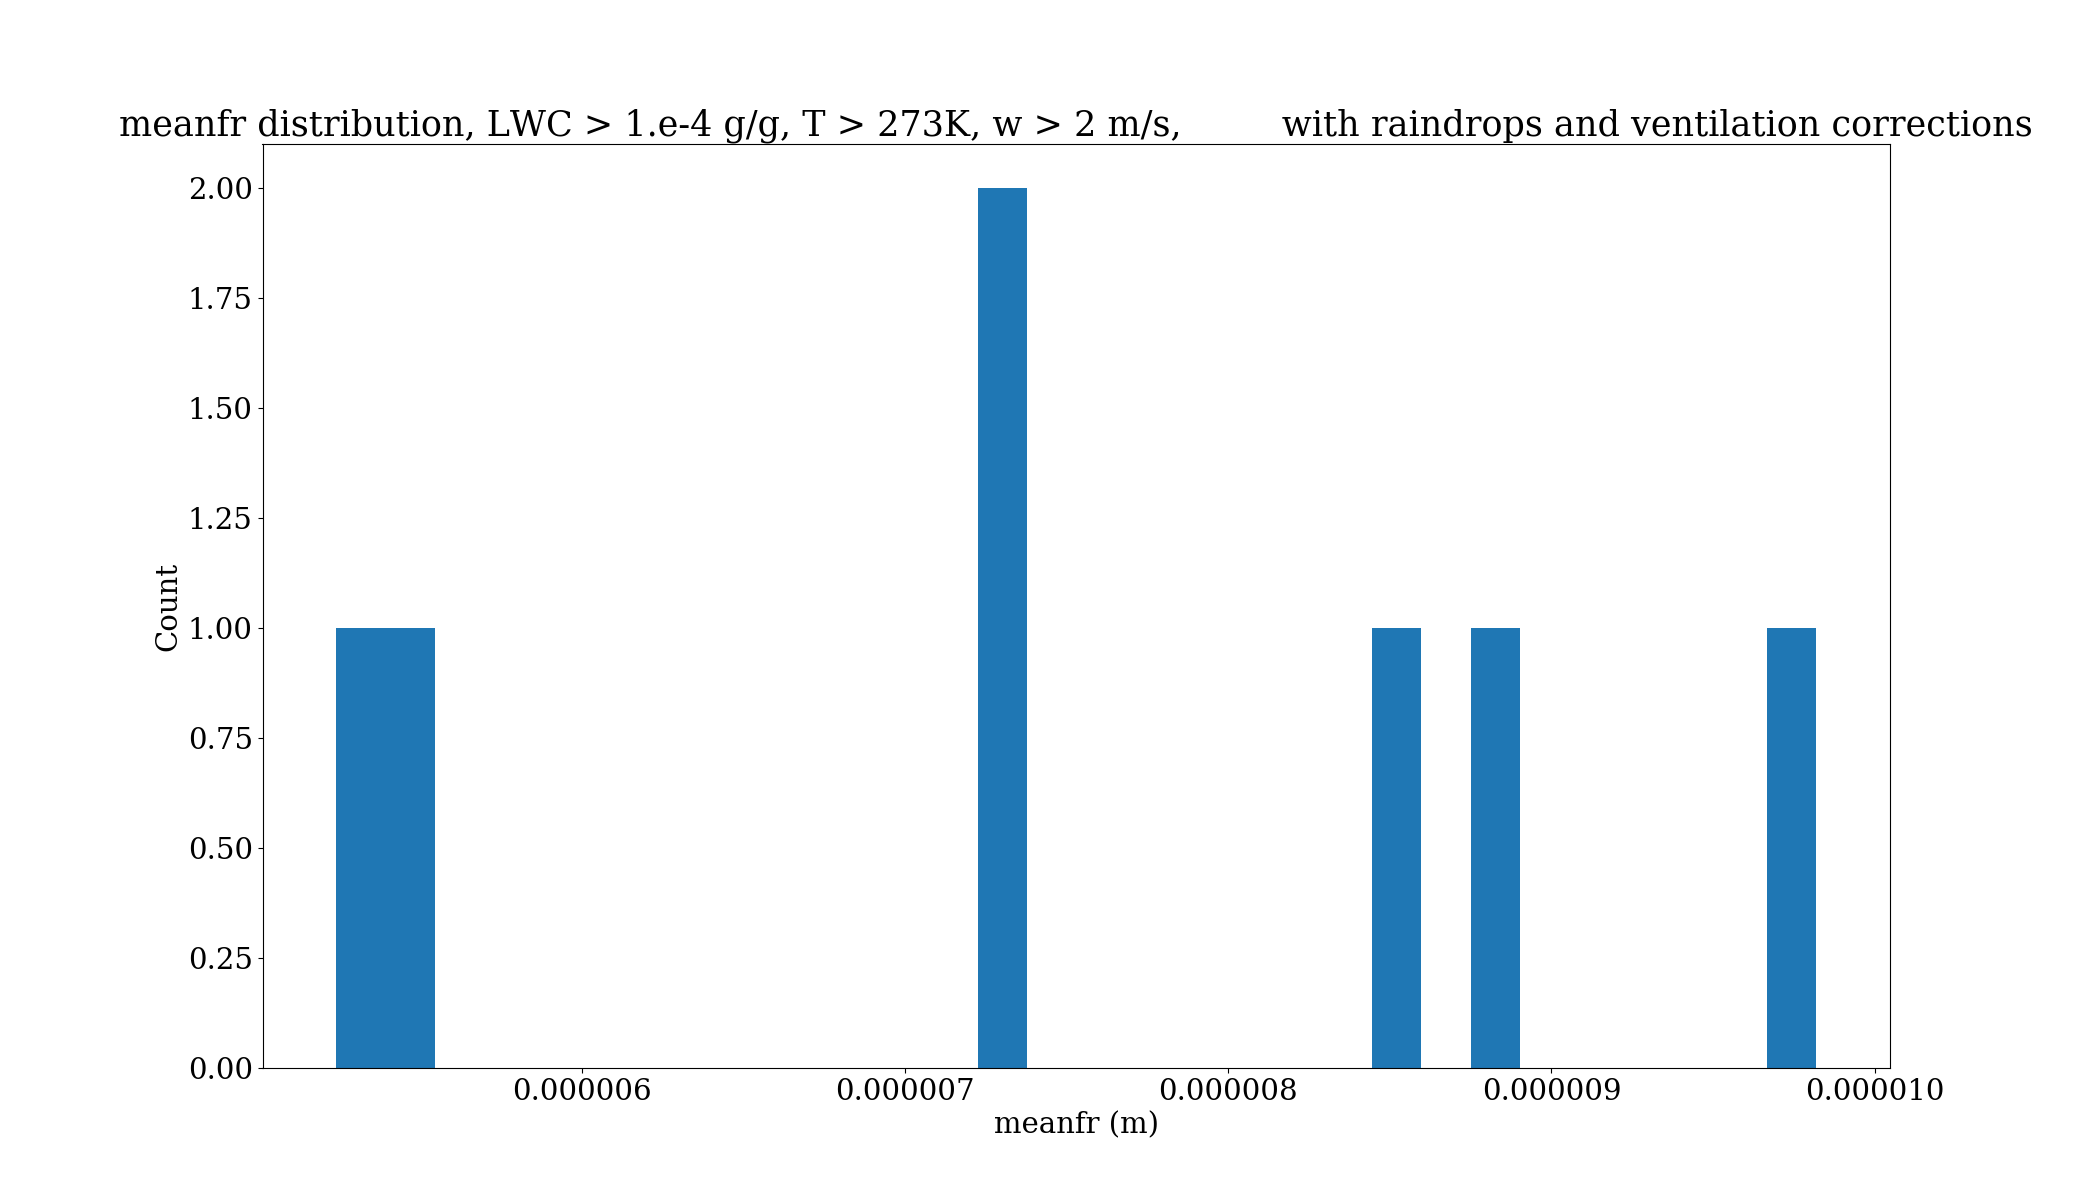 meanfr distribution, LWC > 1.e-4 g/g, T > 273K, w > 2 m/s, with raindrops and ventilation corrections
2.00
1.75
1.50
1.25
1.00
0.75
0.50
0.25
0.00
Count
0.000006 0.000007 0.000008 0.000009 0.000010
meanfr (m)